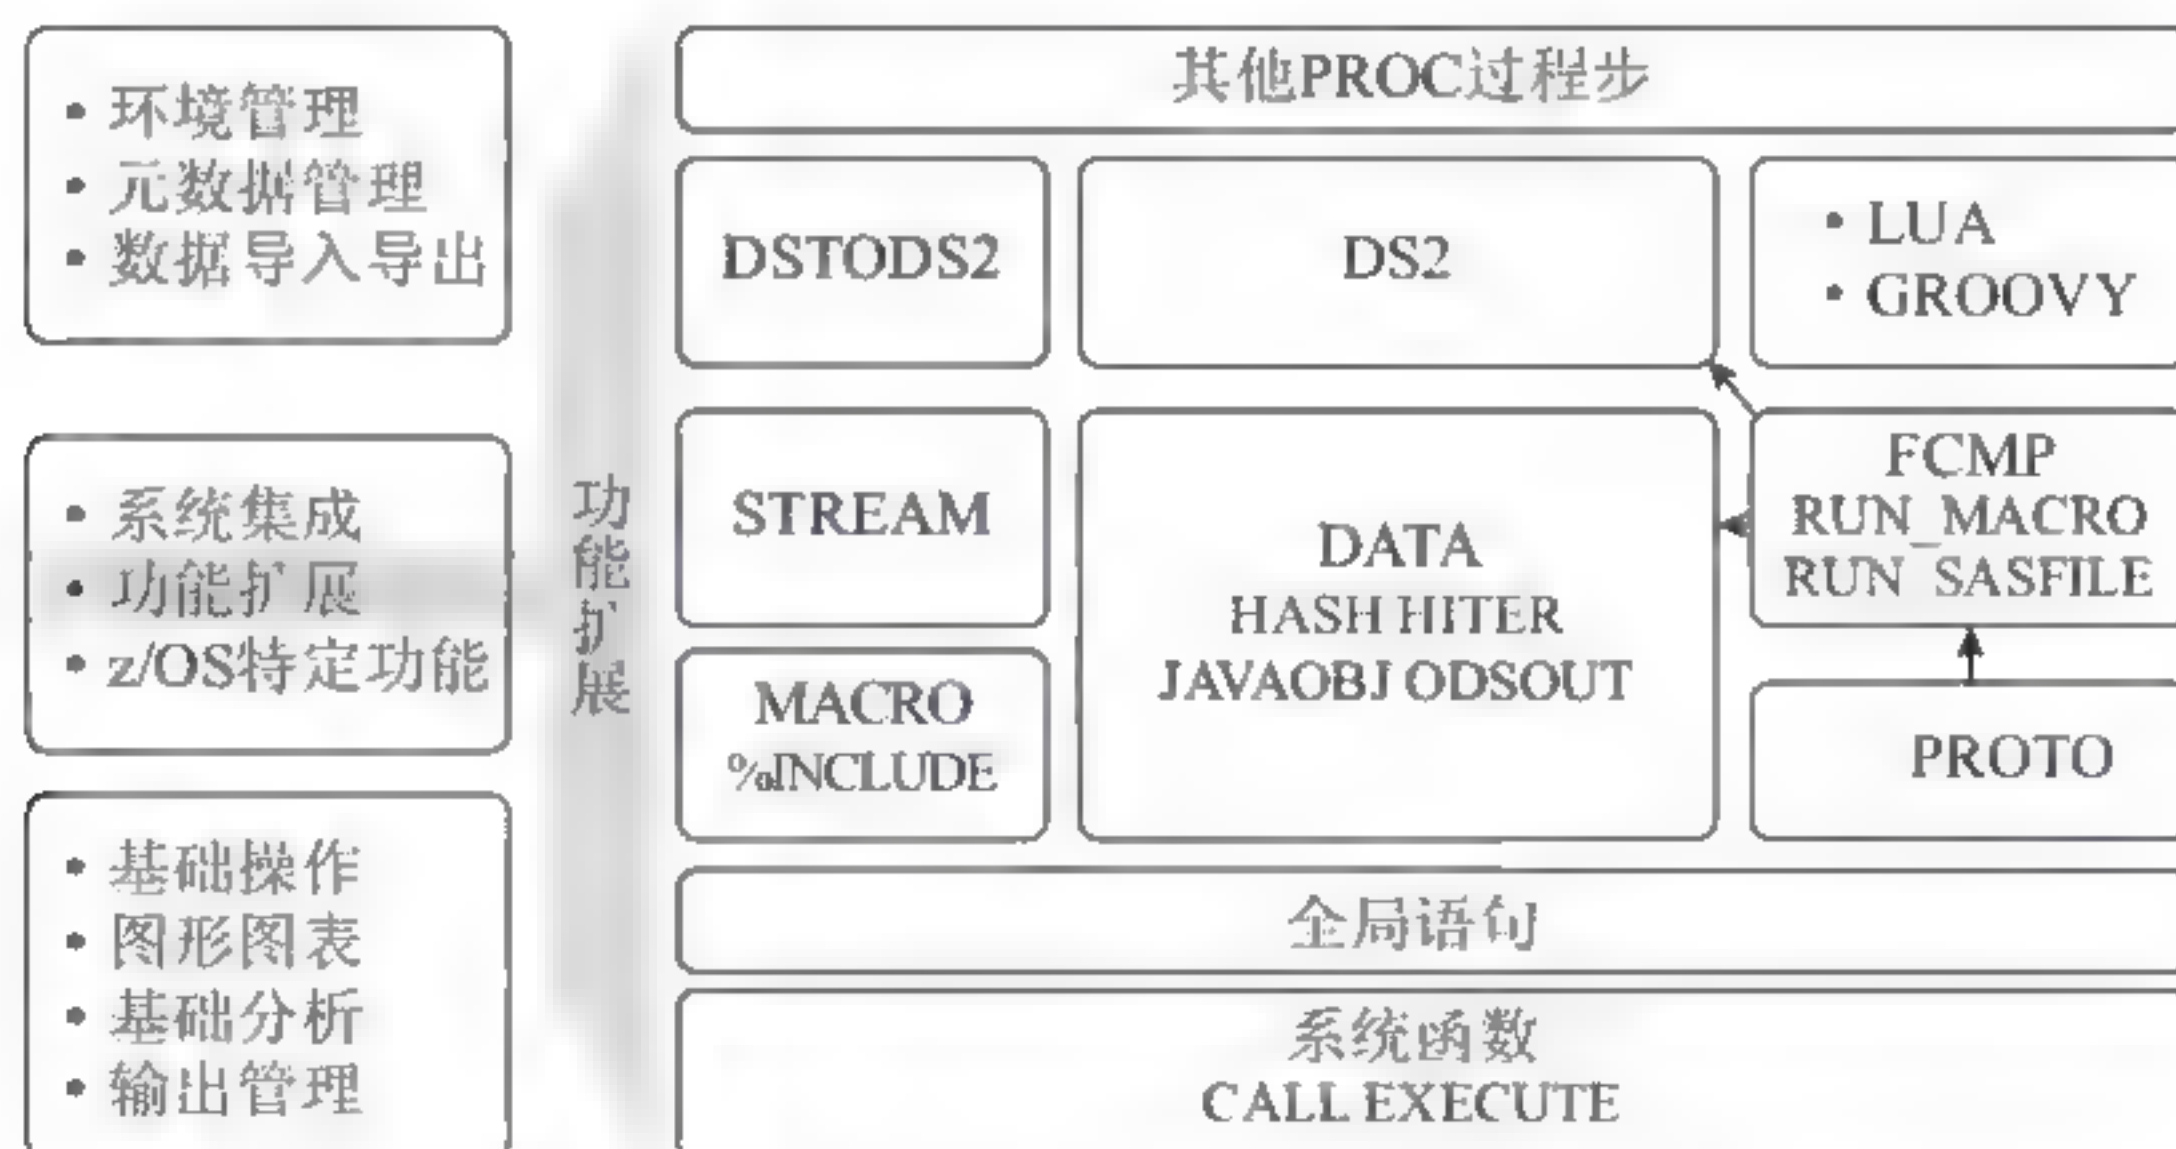 环境管理
元数据管理
数据导入导出
系统集成
功能扩展
z/OS特定功能
基础操作
图形图表
基础分析
输出管理
功能扩展
其他PROC过程步
DSTODS2
DS2
LUA
GROOVY
STREAM
DATA
HASH HITER
JAVAOBJ ODSOUT
FCMP
RUN_MACRO
RUN_SASFILE
MACRO
%INCLUDE
PROTO
全局语句
系统函数
CALL EXECUTE